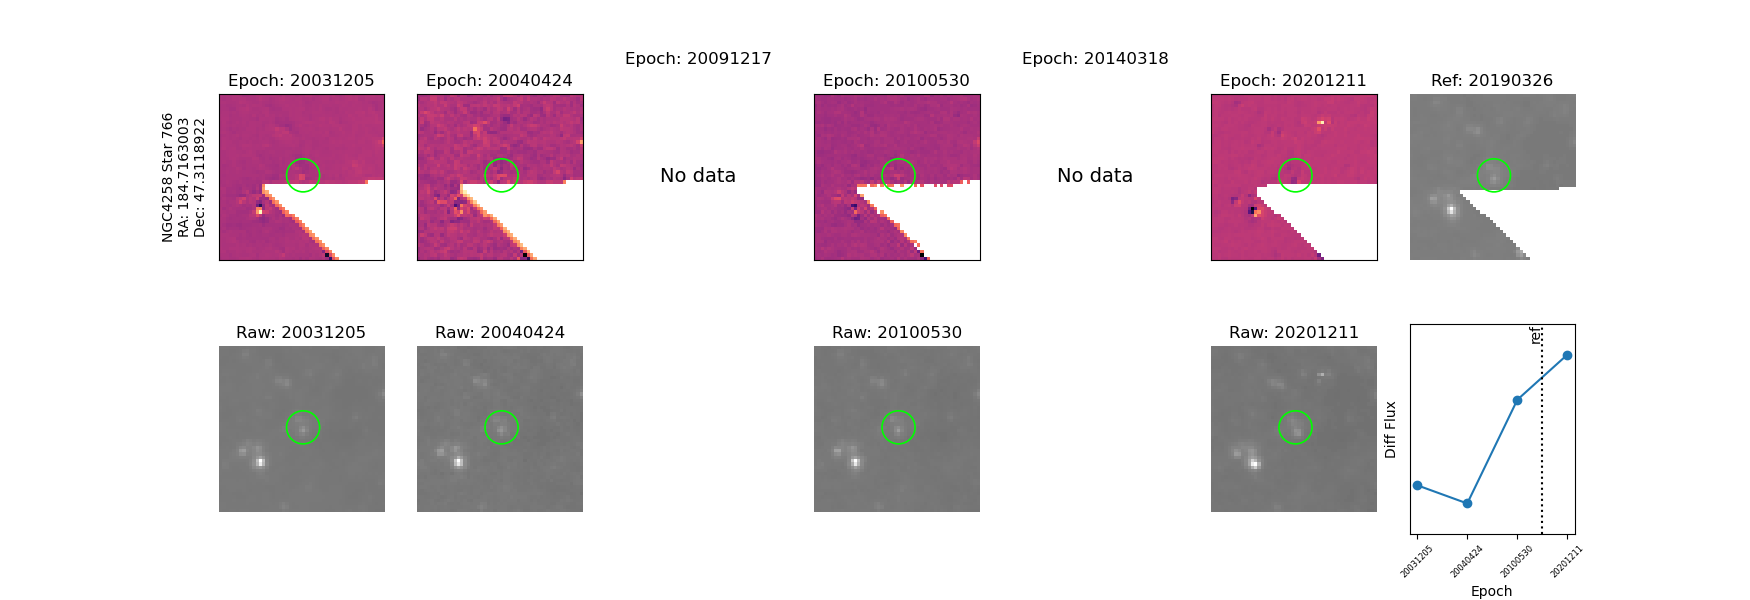 Epoch: 20091217
Epoch: 20140318
Epoch: 20031205
Epoch: 20040424
Epoch: 20100530
Epoch: 20201211
Ref: 20190326
NGC4258 Star 766
RA: 184.7163003
Dec: 47.3118922
No data
No data
Raw: 20031205
Raw: 20040424
Raw: 20100530
Raw: 20201211
ref
Diff Flux
20031205
20040424
20100530
20201211
Epoch